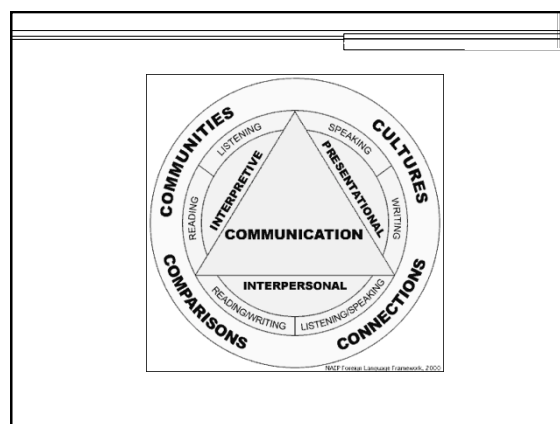 COMMUNITIES
CULTURES
LISTENING
SPEAKING
INTERPRETIVE
PRESENTATIONAL
READING
WRITING
COMMUNICATION
INTERPERSONAL
READING/WRITING
LISTENING/SPEAKING
COMPARISONS
CONNECTIONS
NAEP Foreign Language Framework, 2000